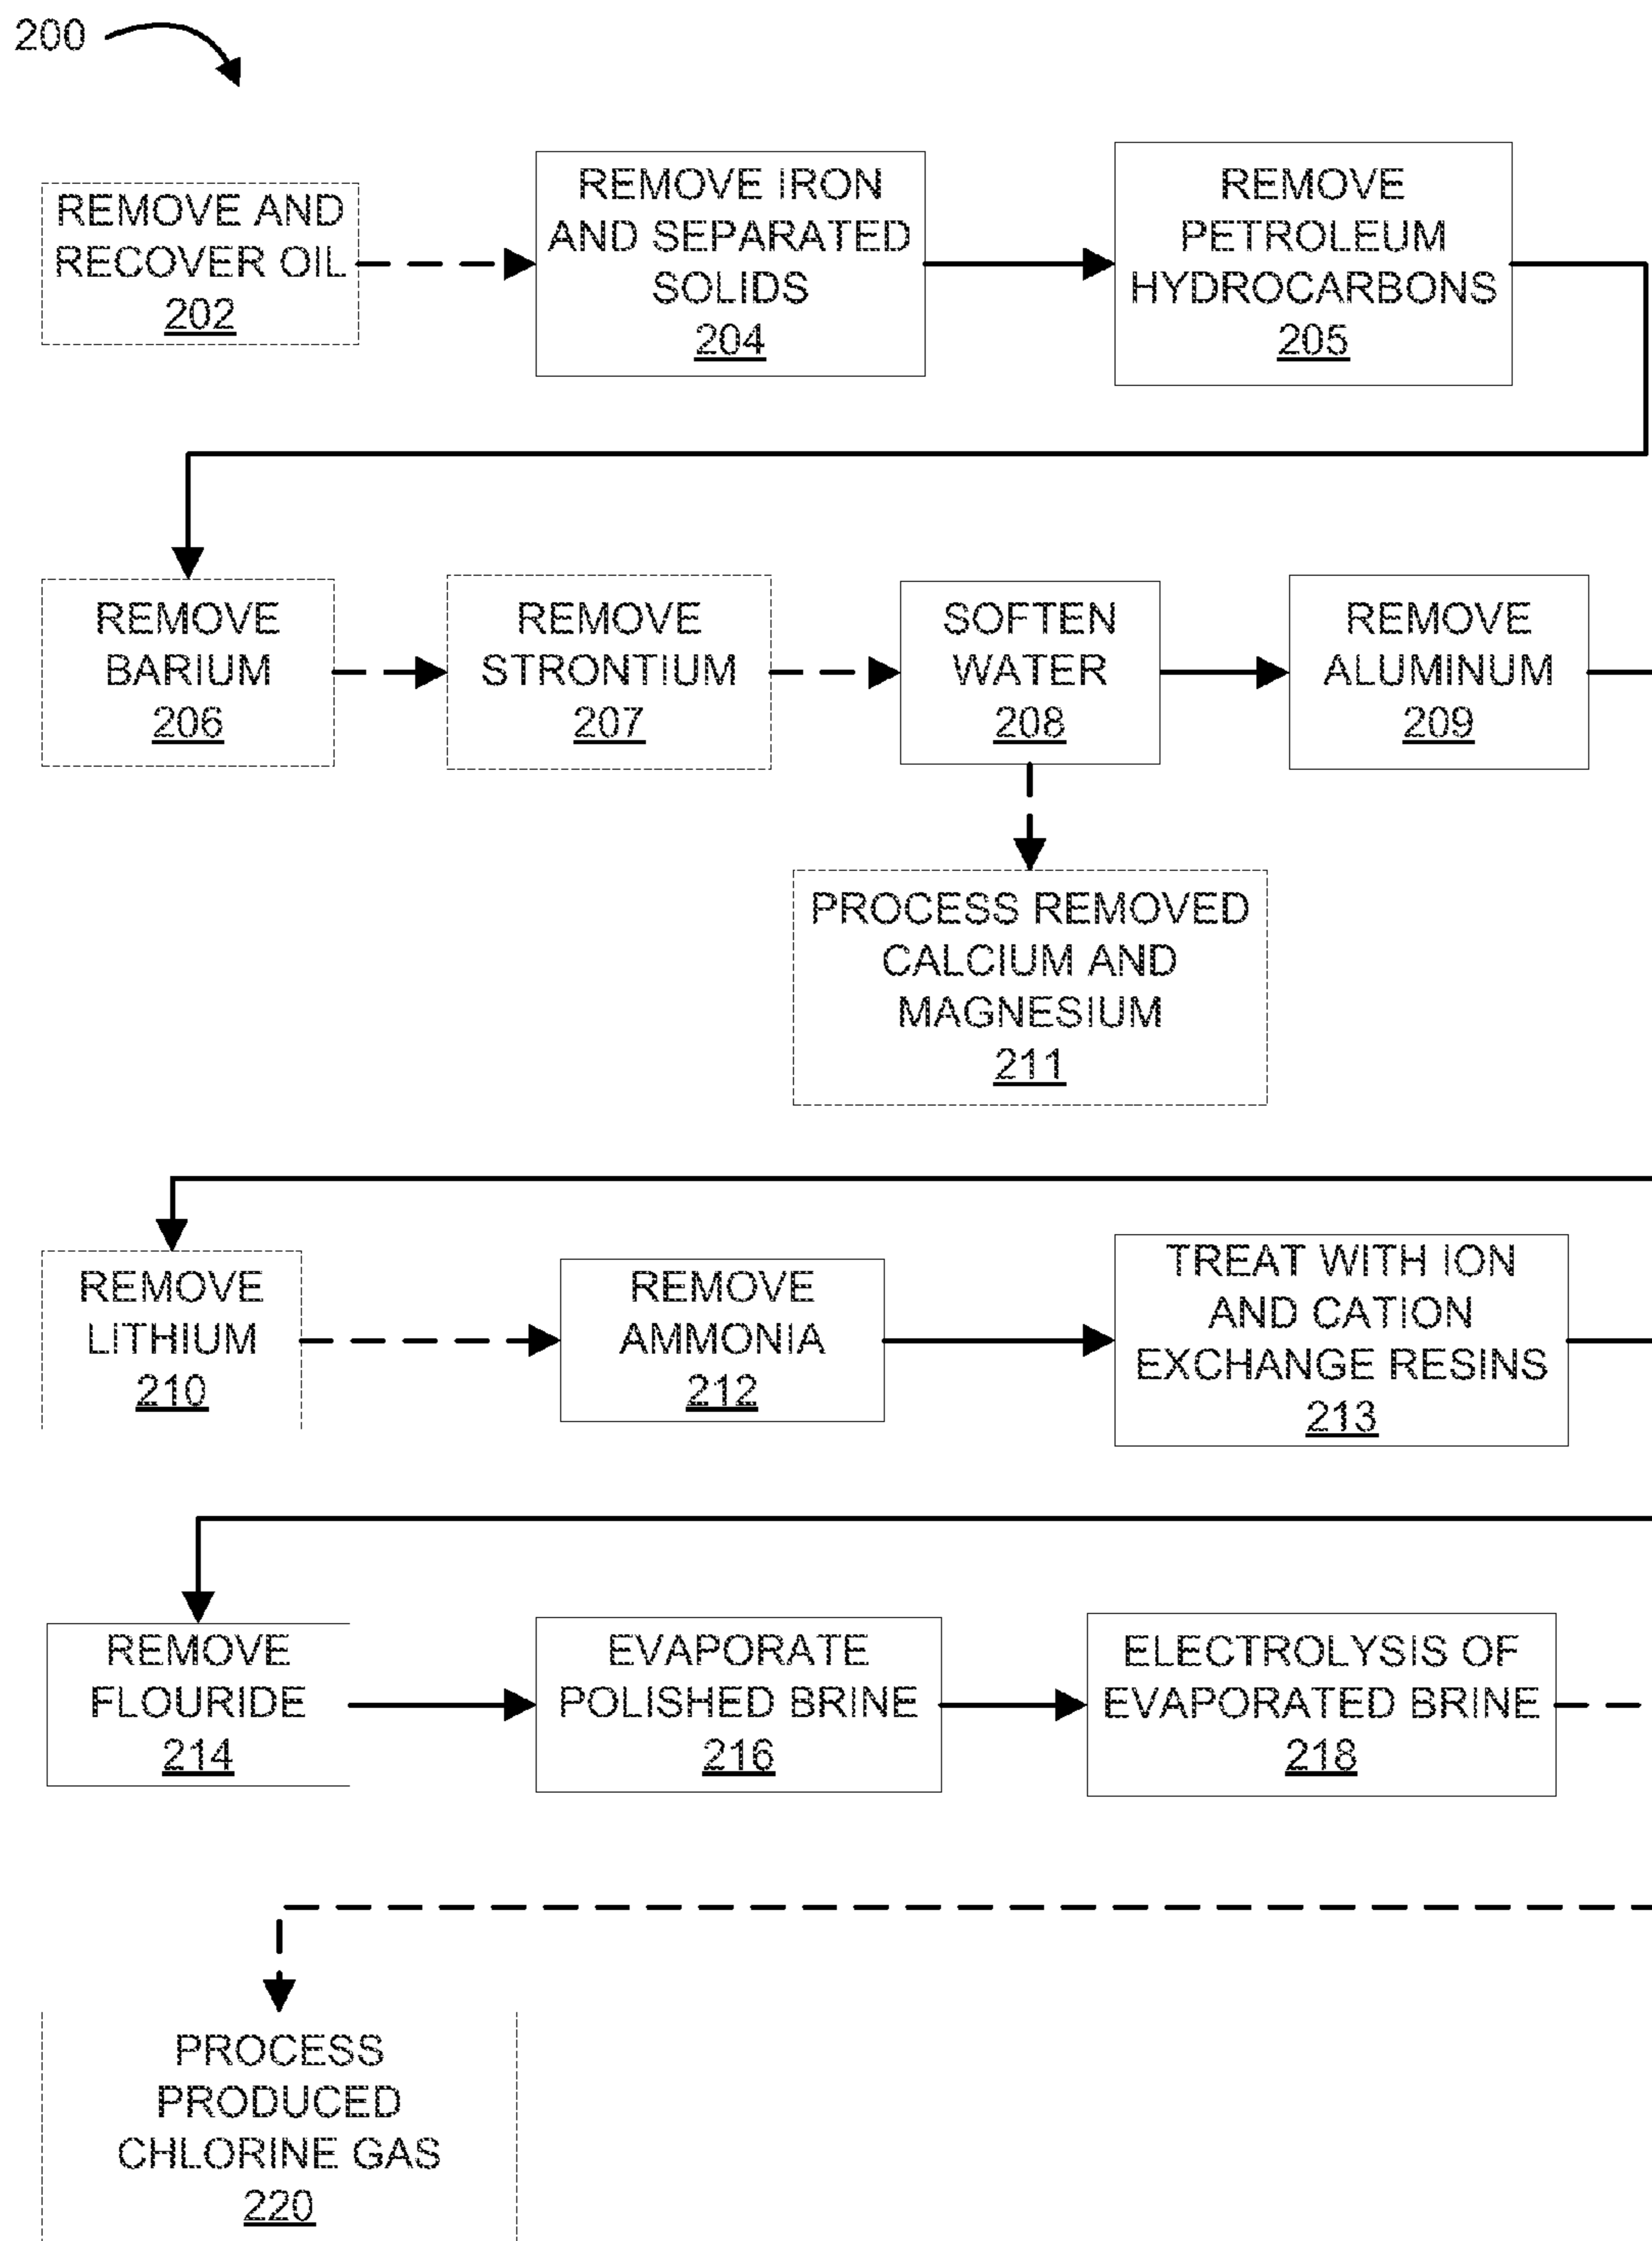 200
REMOVE AND
RECOVER OIL
202
REMOVE IRON
AND SEPARATED
SOLIDS
204
REMOVE
PETROLEUM
HYDROCARBONS
205
REMOVE
BARIUM
206
REMOVE
STRONTIUM
207
SOFTEN
WATER
208
REMOVE
ALUMINUM
209
PROCESS REMOVED
CALCIUM AND
MAGNESIUM
211
REMOVE
LITHIUM
210
REMOVE
AMMONIA
212
TREAT WITH ION
AND CATION
EXCHANGE RESINS
213
REMOVE
FLOURIDE
214
EVAPORATE
POLISHED BRINE
216
ELECTROLYSIS OF
EVAPORATED BRINE
218
PROCESS
PRODUCED
CHLORINE GAS
220